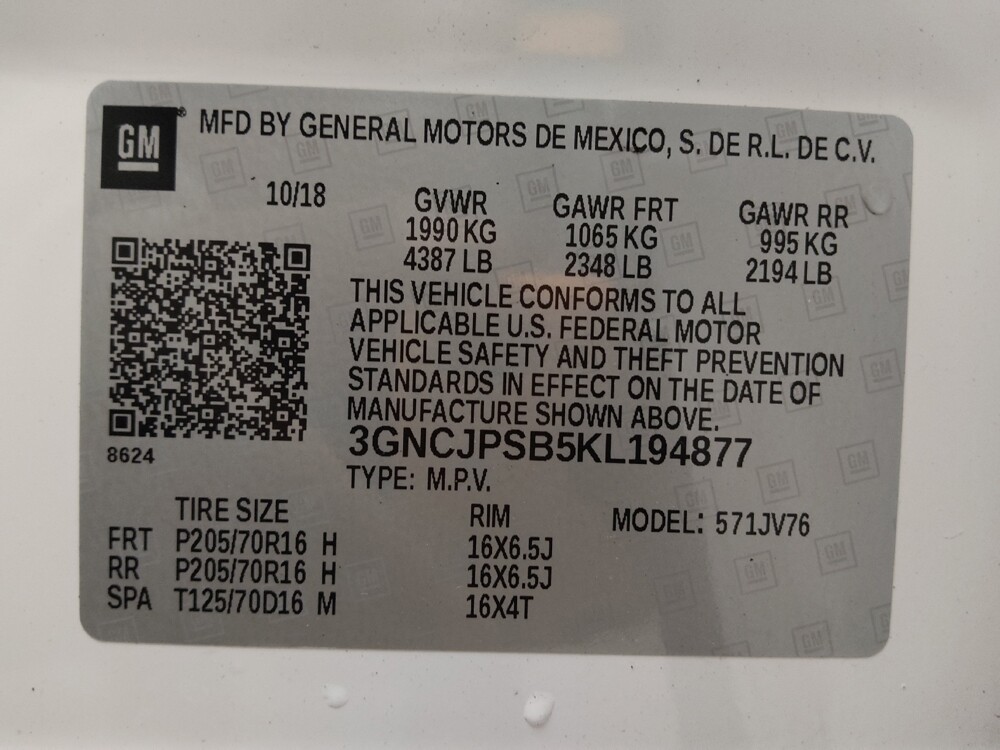 GM MFD BY GENERAL MOTORS DE MEXICO, S. DE R.L. DE C.V.
10/18 GVWR GAWR FRT GAWR RR
1990 KG 1065 KG 995 KG
4387 LB 2348 LB 2194 LB
THIS VEHICLE CONFORMS TO ALL
APPLICABLE U.S. FEDERAL MOTOR
VEHICLE SAFETY AND THEFT PREVENTION
STANDARDS IN EFFECT ON THE DATE OF
MANUFACTURE SHOWN ABOVE.
3GNCJPSB5KL194877
8624
TYPE: M.P.V.
TIRE SIZE RIM MODEL: 571JV76
FRT P205/70R16 H 16X6.5J
RR P205/70R16 H 16X6.5J
SPA T125/70D16 M 16X4T